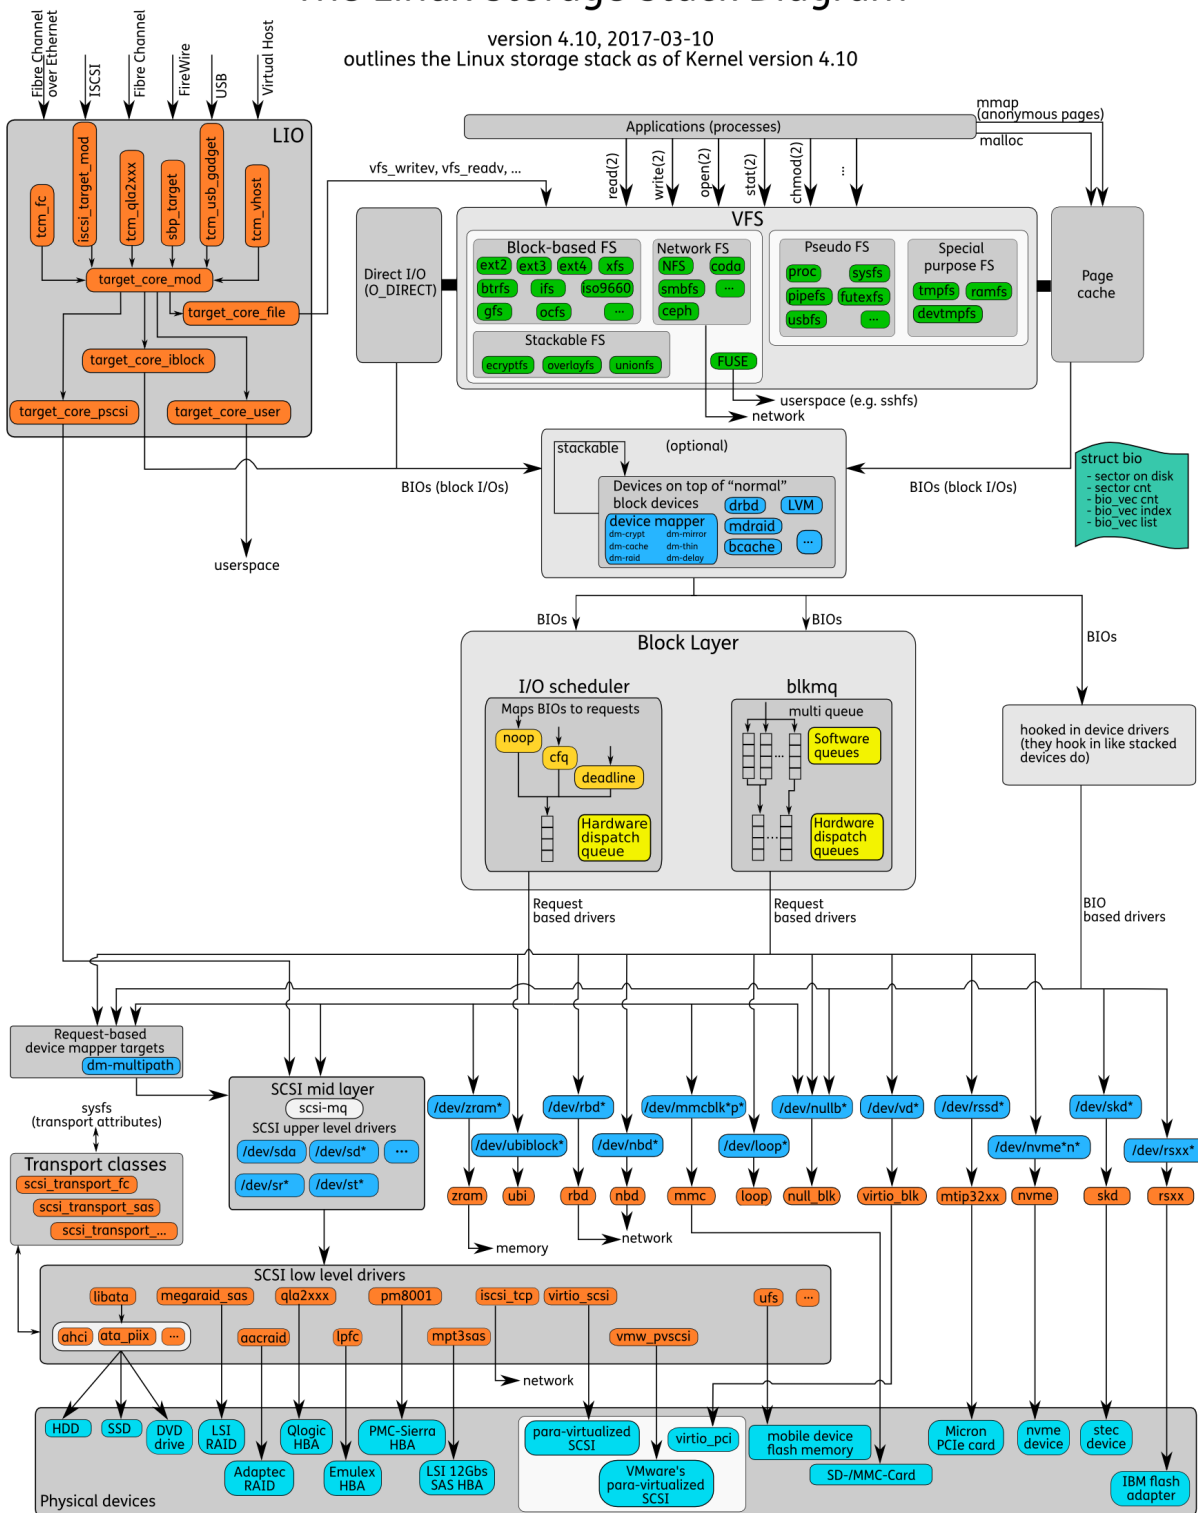 The Linux Storage Stack Diagram
version 4.10, 2017-03-10
outlines the Linux storage stack as of Kernel version 4.10
Fibre Channel
over Ethernet
ISCSI
Fibre Channel
FireWire
USB
Virtual Host
LIO
tcm_fc
iscsi_target_mod
tcm_qla2xxx
sbp_target
tcm_usb_gadget
tcm_vhost
target_core_mod
target_core_file
target_core_iblock
target_core_pscsi
target_core_user
userspace
vfs_writev, vfs_readv, ...
Applications (processes)
mmap
(anonymous pages)
malloc
read(2)
write(2)
open(2)
stat(2)
chmod(2)
...
Direct I/O
(O_DIRECT)
VFS
Block-based FS
ext2
ext3
ext4
xfs
btrfs
ifs
iso9660
gfs
ocfs
...
Network FS
NFS
coda
smbfs
...
ceph
Pseudo FS
proc
sysfs
pipefs
futexfs
usbfs
...
Special
purpose FS
tmpfs
ramfs
devtmpfs
Stackable FS
ecryptfs
overlayfs
unionfs
FUSE
Page
cache
userspace (e.g. sshfs)
network
stackable
(optional)
BIOs (block I/Os)
BIOs (block I/Os)
Devices on top of “normal”
block devices
drbd
LVM
device mapper
dm-crypt
dm-mirror
dm-cache
dm-thin
dm-raid
dm-delay
mdraid
bcache
...
struct bio
- sector on disk
- sector cnt
- bio_vec cnt
- bio_vec index
- bio_vec list
BIOs
BIOs
BIOs
Block Layer
I/O scheduler
Maps BIOs to requests
noop
cfq
deadline
Hardware
dispatch
queue
blkmq
multi queue
Software
queues
...
Hardware
dispatch
queues
...
hooked in device drivers
(they hook in like stacked
devices do)
Request
based drivers
Request
based drivers
BIO
based drivers
Request-based
device mapper targets
dm-multipath
sysfs
(transport attributes)
Transport classes
scsi_transport_fc
scsi_transport_sas
scsi_transport_...
SCSI mid layer
scsi-mq
SCSI upper level drivers
/dev/sda
/dev/sd*
...
/dev/sr*
/dev/st*
/dev/zram*
/dev/rbd*
/dev/mmcblk*p*
/dev/nullb*
/dev/vd*
/dev/rssd*
/dev/skd*
/dev/ubiblock*
/dev/nbd*
/dev/loop*
/dev/nvme*n*
/dev/rsxx*
zram
ubi
rbd
nbd
mmc
loop
null_blk
virtio_blk
mtip32xx
nvme
skd
rsxx
memory
network
SCSI low level drivers
libata
megaraid_sas
qla2xxx
pm8001
iscsi_tcp
virtio_scsi
ufs
...
ahci
ata_piix
...
aacraid
lpfc
mpt3sas
vmw_pvscsi
network
HDD
SSD
DVD
drive
LSI
RAID
Qlogic
HBA
PMC-Sierra
HBA
para-virtualized
SCSI
virtio_pci
mobile device
flash memory
Micron
PCIe card
nvme
device
stec
device
Adaptec
RAID
Emulex
HBA
LSI 12Gbs
SAS HBA
VMware's
para-virtualized
SCSI
SD-/MMC-Card
IBM flash
adapter
Physical devices